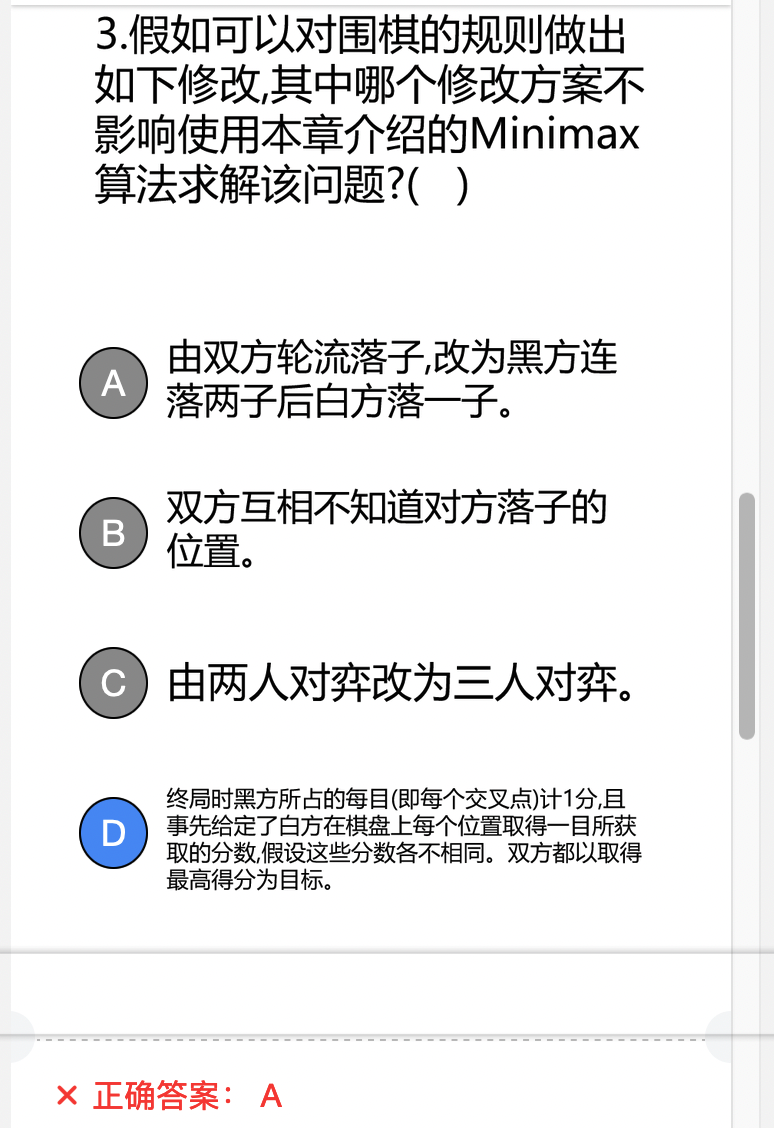 3.假如可以对围棋的规则做出
如下修改,其中哪个修改方案不
影响使用本章介绍的Minimax
算法求解该问题?( )
A
由双方轮流落子,改为黑方连
落两子后白方落一子。
B
双方互相不知道对方落子的
位置。
C
由两人对弈改为三人对弈。
D
终局时黑方所占的每目(即每个交叉点)计1分,且
事先给定了白方在棋盘上每个位置取得一目所获
取的分数,假设这些分数各不相同。双方都以取得
最高得分为目标。
× 正确答案： A